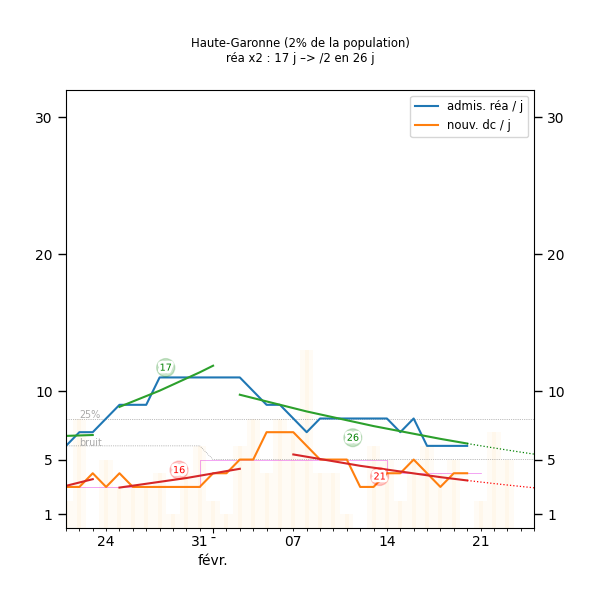 Haute-Garonne (2% de la population)
réa x2 : 17 j –> /2 en 26 j
admis. réa / j
nouv. dc / j
30 30
20 20
10 10
5 5
1 1
17
25%
bruit
26
16
21
24 31 - 07 14 21
févr.